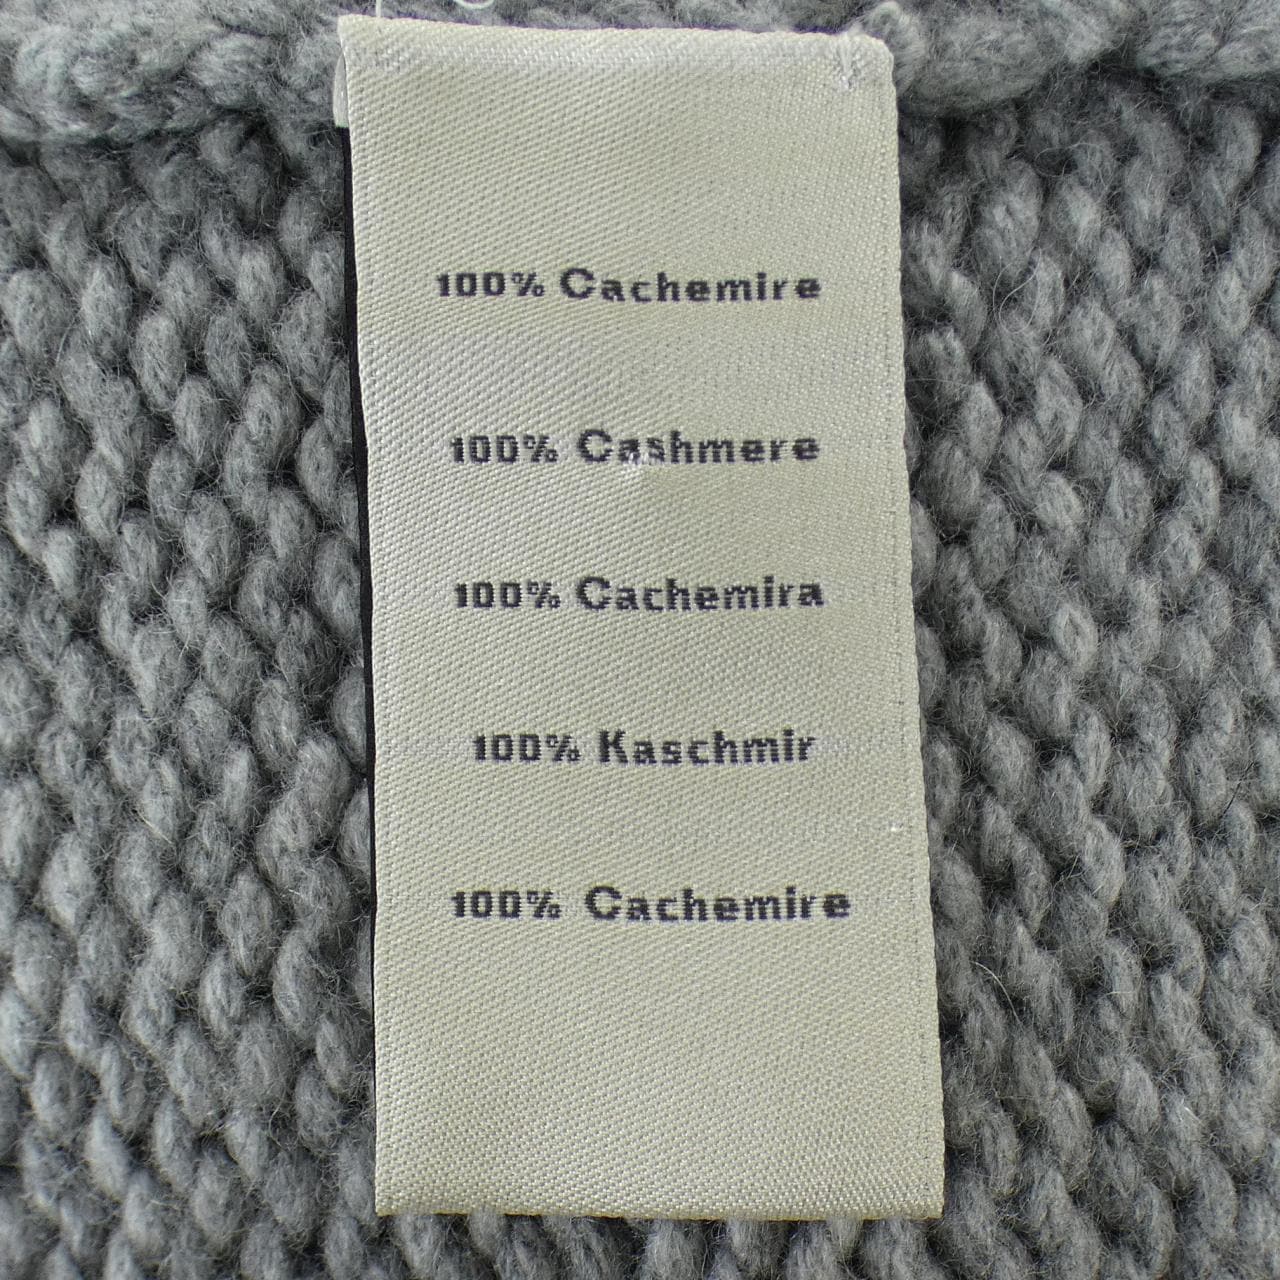 100% Cachemire
100% Cashmere
100% Cachemira
100% Kaschmir
100% Cachemire